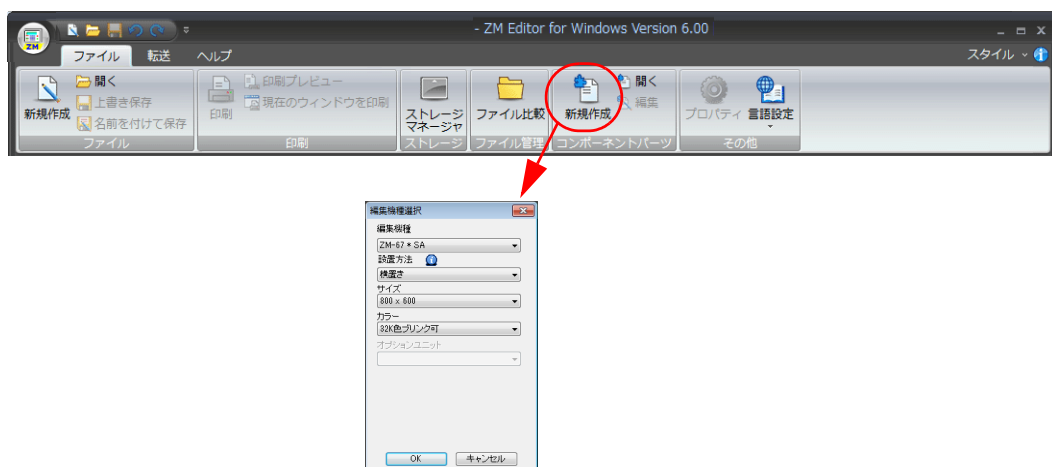 - ZM Editor for Windows Version 6.00
ZM
ファイル 転送 ヘルプ スタイル
新規作成
開く
上書き保存
名前を付けて保存
ファイル
印刷
印刷プレビュー
現在のウィンドウを印刷
印刷
ストレージ
マネージャ
ストレージ
ファイル比較
ファイル管理
新規作成
開く
編集
コンポーネントパーツ
プロパティ
言語設定
その他
編集機種選択
編集機種
ZM-67 * SA
設置方法
横置き
サイズ
800 x 600
カラー
32K色ブリンク可
オプションユニット
OK キャンセル